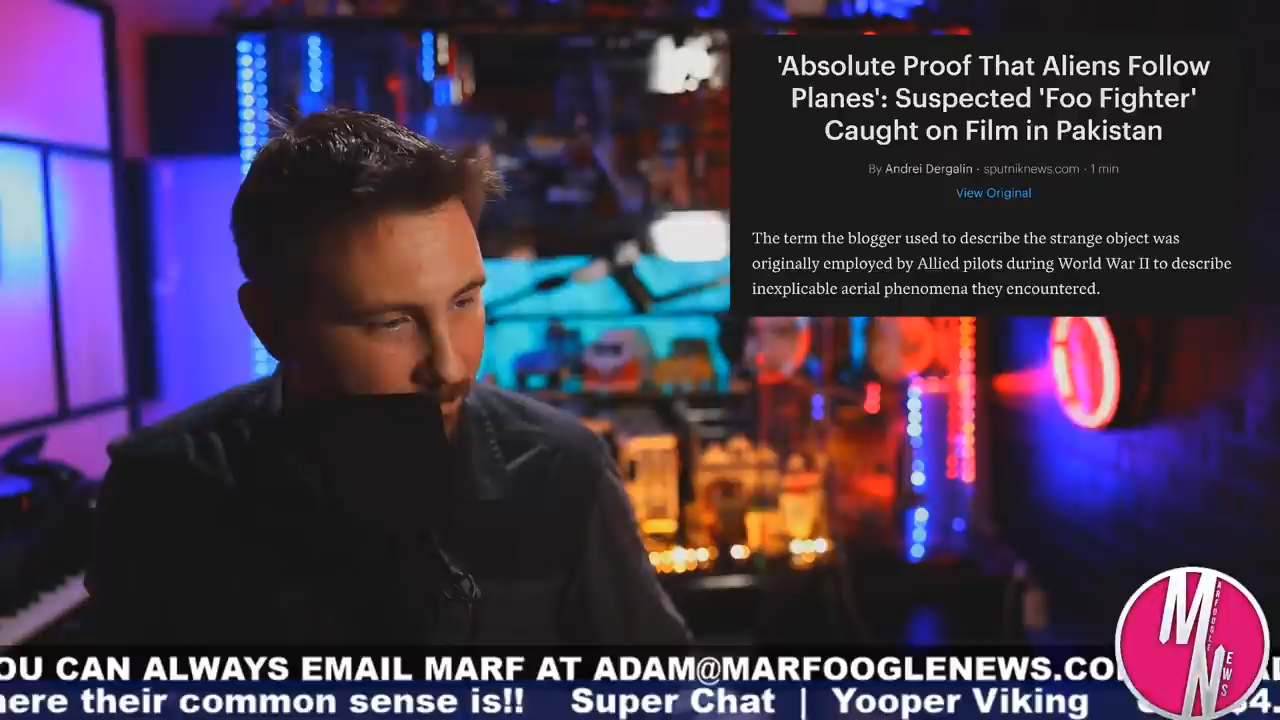 'Absolute Proof That Aliens Follow
Planes': Suspected 'Foo Fighter'
Caught on Film in Pakistan
By Andrei Dergalin · sputniknews.com · 1 min
View Original
The term the blogger used to describe the strange object was
originally employed by Allied pilots during World War II to describe
inexplicable aerial phenomena they encountered.
MARFOOGLE NEWS
OU CAN ALWAYS EMAIL MARF AT ADAM@MARFOOGLENEWS.CO
here their common sense is!! Super Chat | Yooper Viking